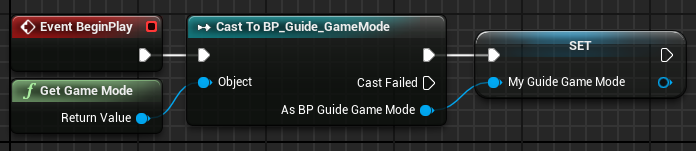 Event BeginPlay
Cast To BP_Guide_GameMode
SET
Object
Cast Failed
My Guide Game Mode
f Get Game Mode
Return Value
As BP Guide Game Mode